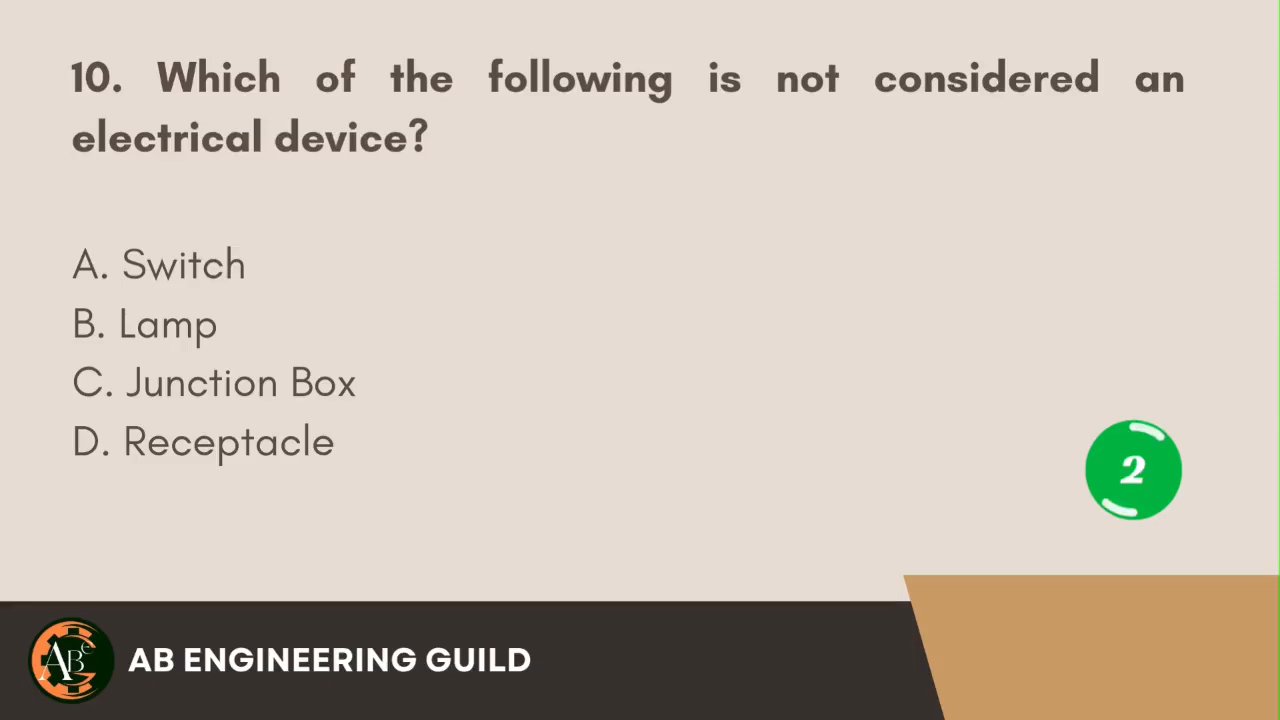 10. Which of the following is not considered an
electrical device?
A. Switch
B. Lamp
C. Junction Box
D. Receptacle
2
ABe
AB ENGINEERING GUILD